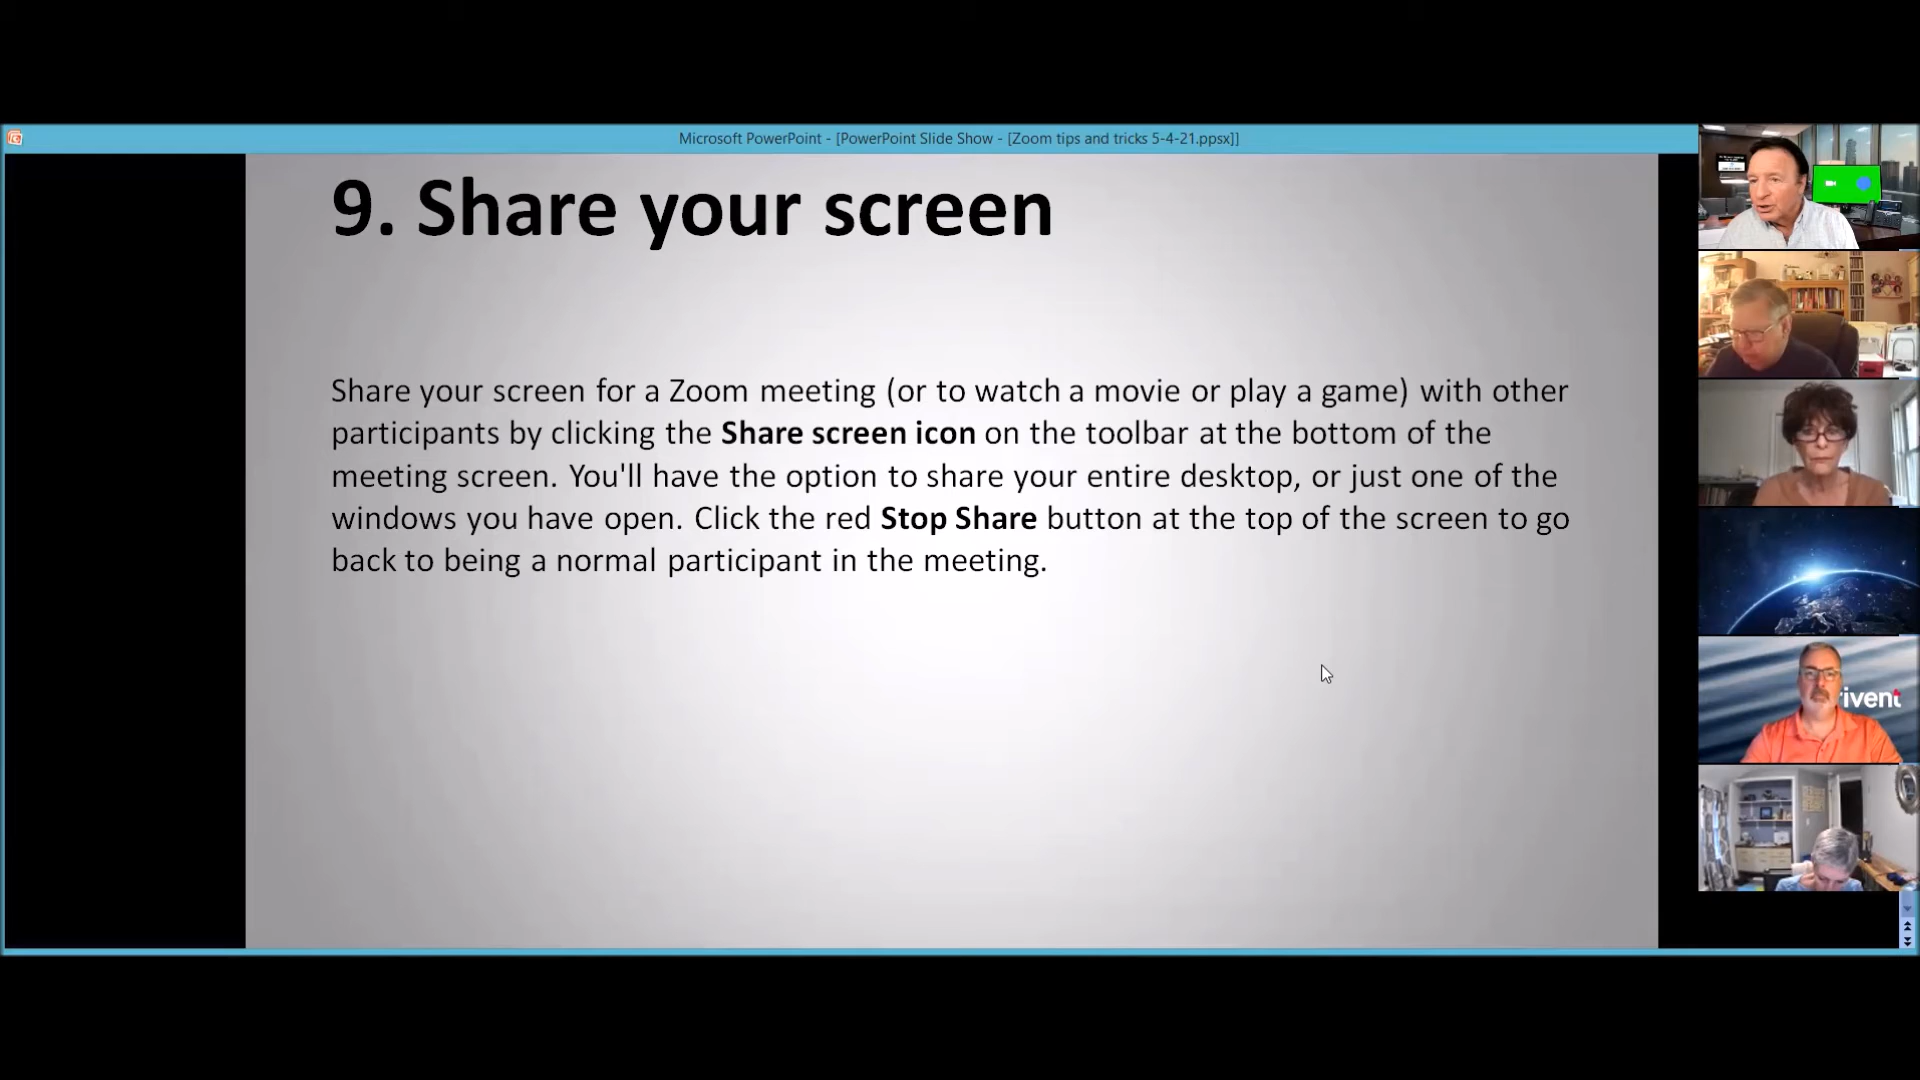 Microsoft PowerPoint - [PowerPoint Slide Show - [Zoom tips and tricks 5-4-21.ppsx]]
9. Share your screen
Share your screen for a Zoom meeting (or to watch a movie or play a game) with other
participants by clicking the Share screen icon on the toolbar at the bottom of the
meeting screen. You'll have the option to share your entire desktop, or just one of the
windows you have open. Click the red Stop Share button at the top of the screen to go
back to being a normal participant in the meeting.
rivent